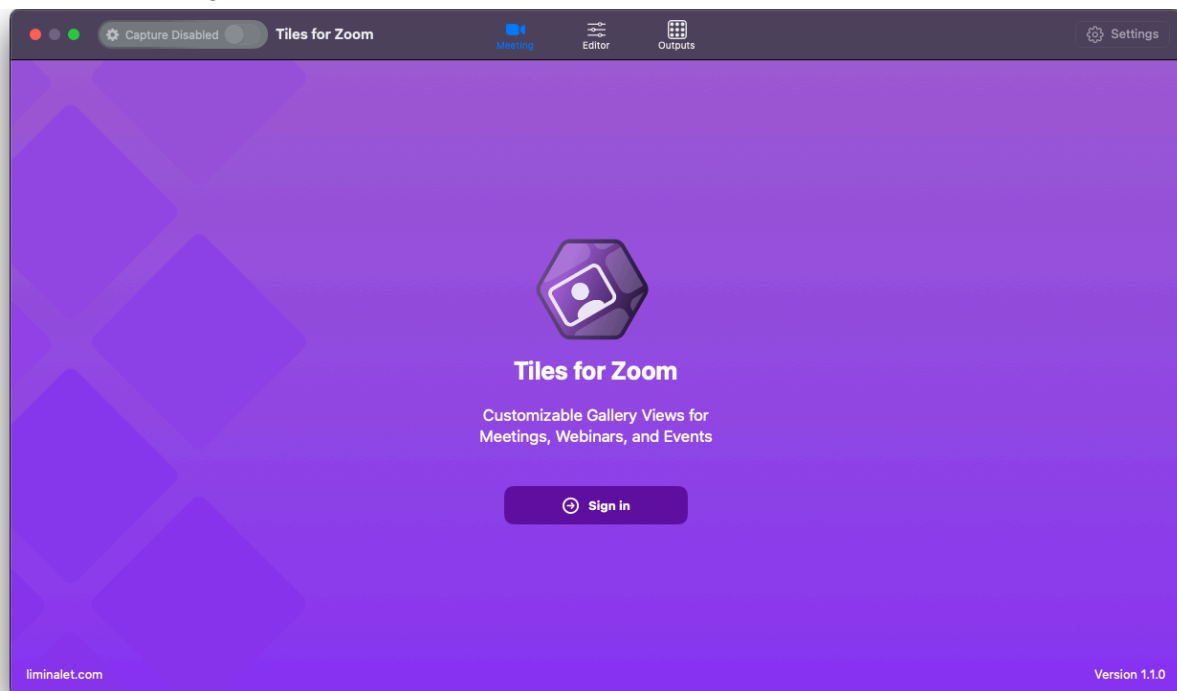 Capture Disabled
Tiles for Zoom
Meeting
Editor
Outputs
Settings
Tiles for Zoom
Customizable Gallery Views for
Meetings, Webinars, and Events
Sign in
liminalet.com
Version 1.1.0